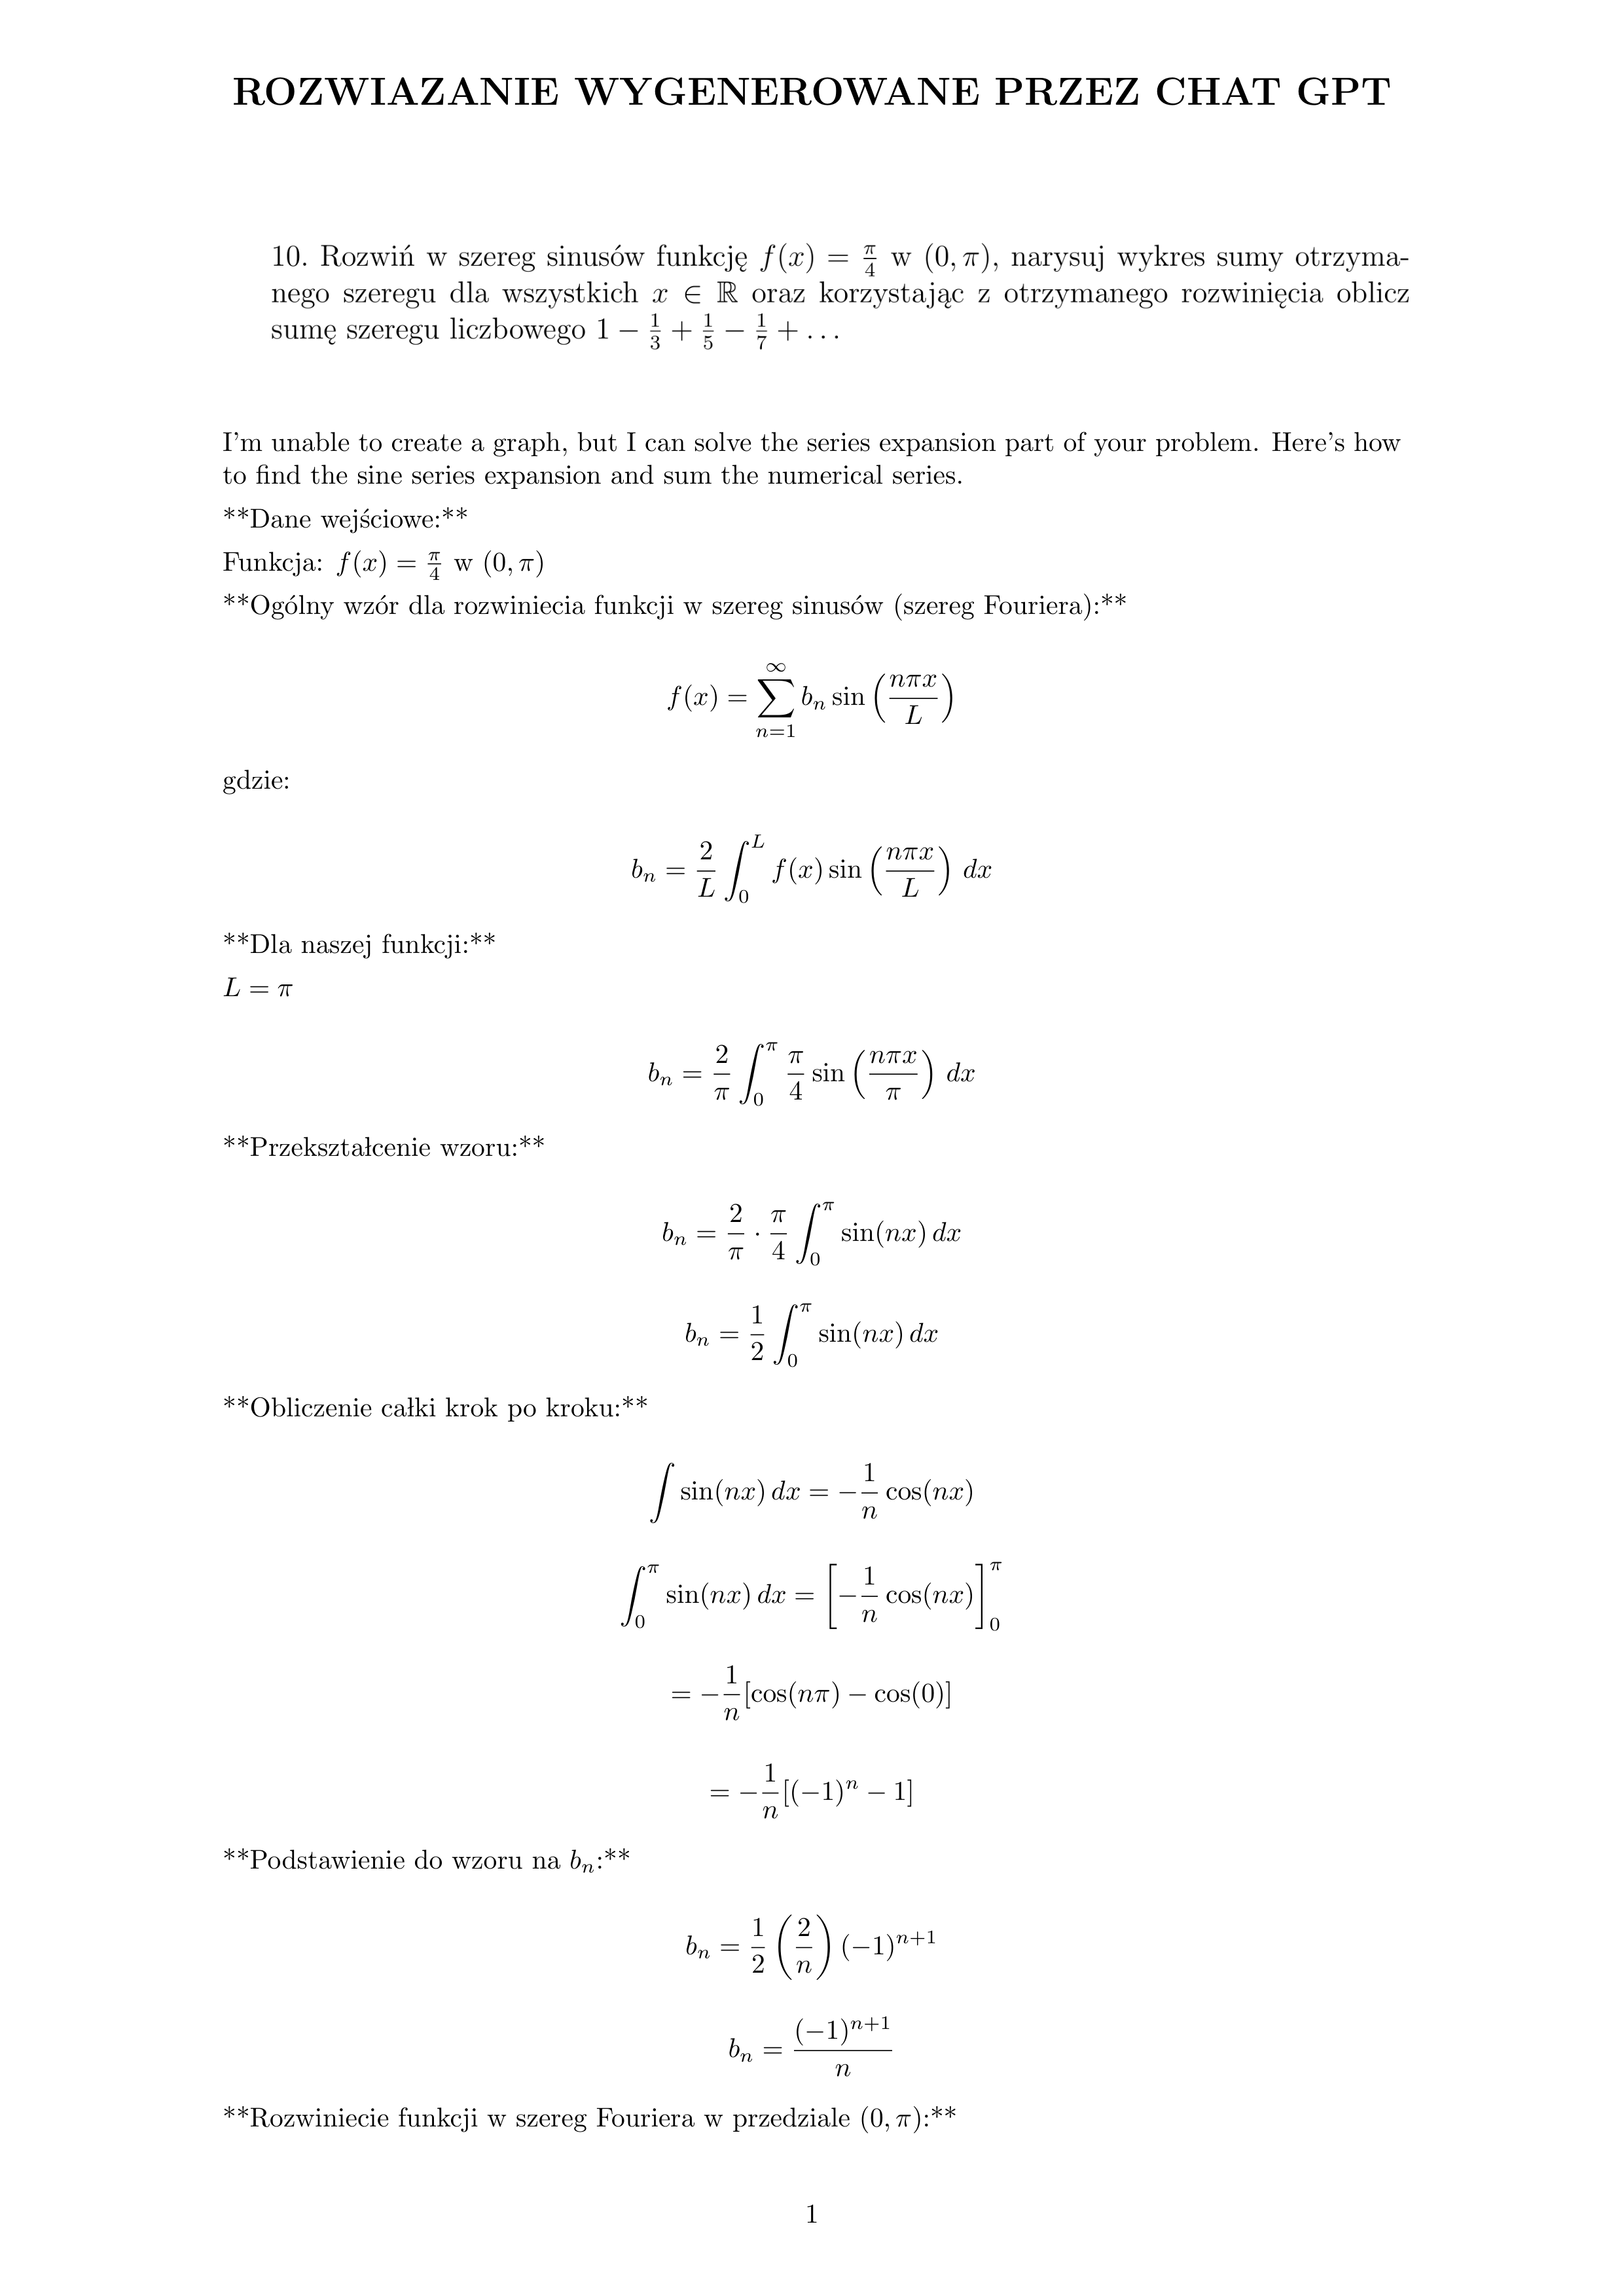 ROZWIAZANIE WYGENEROWANE PRZEZ CHAT GPT
10. Rozwiń w szereg sinusów funkcję $f(x) = \frac{\pi}{4}$ w $(0, \pi)$, narysuj wykres sumy otrzyma-
nego szeregu dla wszystkich $x \in \mathbb{R}$ oraz korzystając z otrzymanego rozwinięcia oblicz
sumę szeregu liczbowego $1 - \frac{1}{3} + \frac{1}{5} - \frac{1}{7} + \ldots$
I'm unable to create a graph, but I can solve the series expansion part of your problem. Here's how
to find the sine series expansion and sum the numerical series.
**Dane wejściowe:**
Funkcja: $f(x) = \frac{\pi}{4}$ w $(0, \pi)$
**Ogólny wzór dla rozwiniecia funkcji w szereg sinusów (szereg Fouriera):**
$f(x) = \sum_{n=1}^{\infty} b_n \sin\left(\frac{n\pi x}{L}\right)$
gdzie:
$b_n = \frac{2}{L} \int_0^L f(x) \sin\left(\frac{n\pi x}{L}\right) \, dx$
**Dla naszej funkcji:**
$L = \pi$
$b_n = \frac{2}{\pi} \int_0^{\pi} \frac{\pi}{4} \sin\left(\frac{n\pi x}{\pi}\right) \, dx$
**Przekształcenie wzoru:**
$b_n = \frac{2}{\pi} \cdot \frac{\pi}{4} \int_0^{\pi} \sin(nx) \, dx$
$b_n = \frac{1}{2} \int_0^{\pi} \sin(nx) \, dx$
**Obliczenie całki krok po kroku:**
$\int \sin(nx) \, dx = -\frac{1}{n} \cos(nx)$
$\int_0^{\pi} \sin(nx) \, dx = \left[-\frac{1}{n} \cos(nx)\right]_0^{\pi}$
$= -\frac{1}{n}[\cos(n\pi) - \cos(0)]$
$= -\frac{1}{n}[(-1)^n - 1]$
**Podstawienie do wzoru na $b_n$:**
$b_n = \frac{1}{2} \left(\frac{2}{n}\right) (-1)^{n+1}$
$b_n = \frac{(-1)^{n+1}}{n}$
**Rozwiniecie funkcji w szereg Fouriera w przedziale $(0, \pi)$:**
1